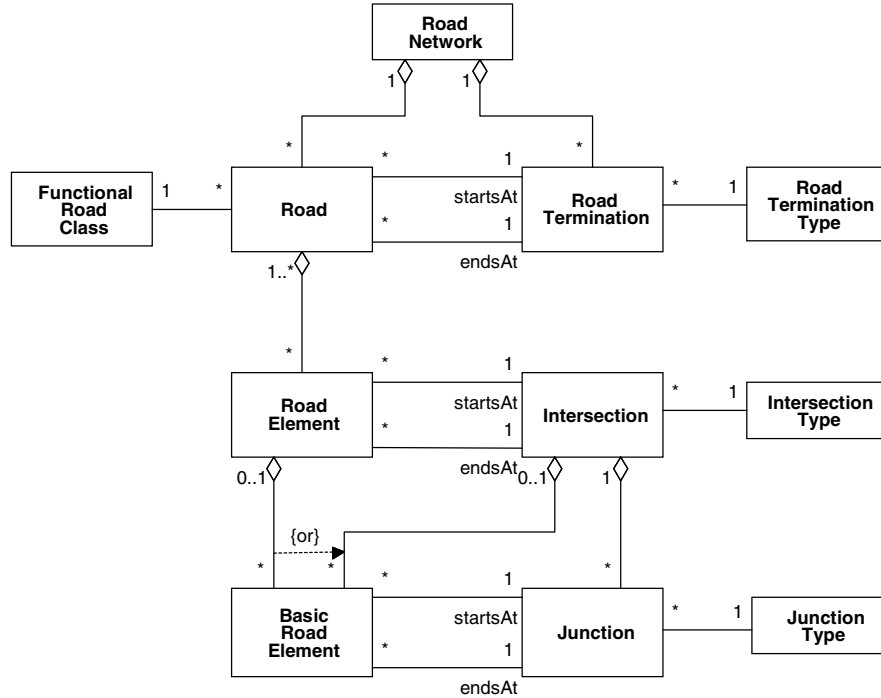 Road
Network
1
1
*
*
Functional
Road
Class
1
*
Road
*
1
startsAt
*
1
endsAt
Road
Termination
*
1
Road
Termination
Type
1..*
*
Road
Element
*
1
startsAt
*
1
endsAt
Intersection
*
1
Intersection
Type
0..1
0..1
1
{or}
*
*
*
Basic
Road
Element
*
1
startsAt
*
1
endsAt
Junction
*
1
Junction
Type